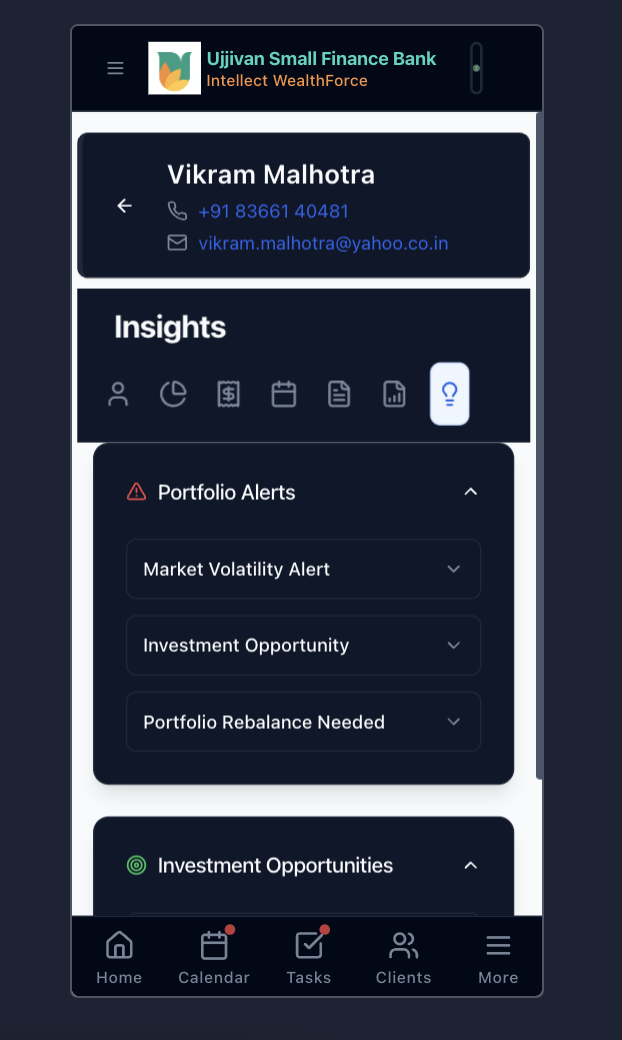 Ujjivan Small Finance Bank
Intellect WealthForce
Vikram Malhotra
+91 83661 40481
vikram.malhotra@yahoo.co.in
Insights
Portfolio Alerts
Market Volatility Alert
Investment Opportunity
Portfolio Rebalance Needed
Investment Opportunities
Home Calendar Tasks Clients More